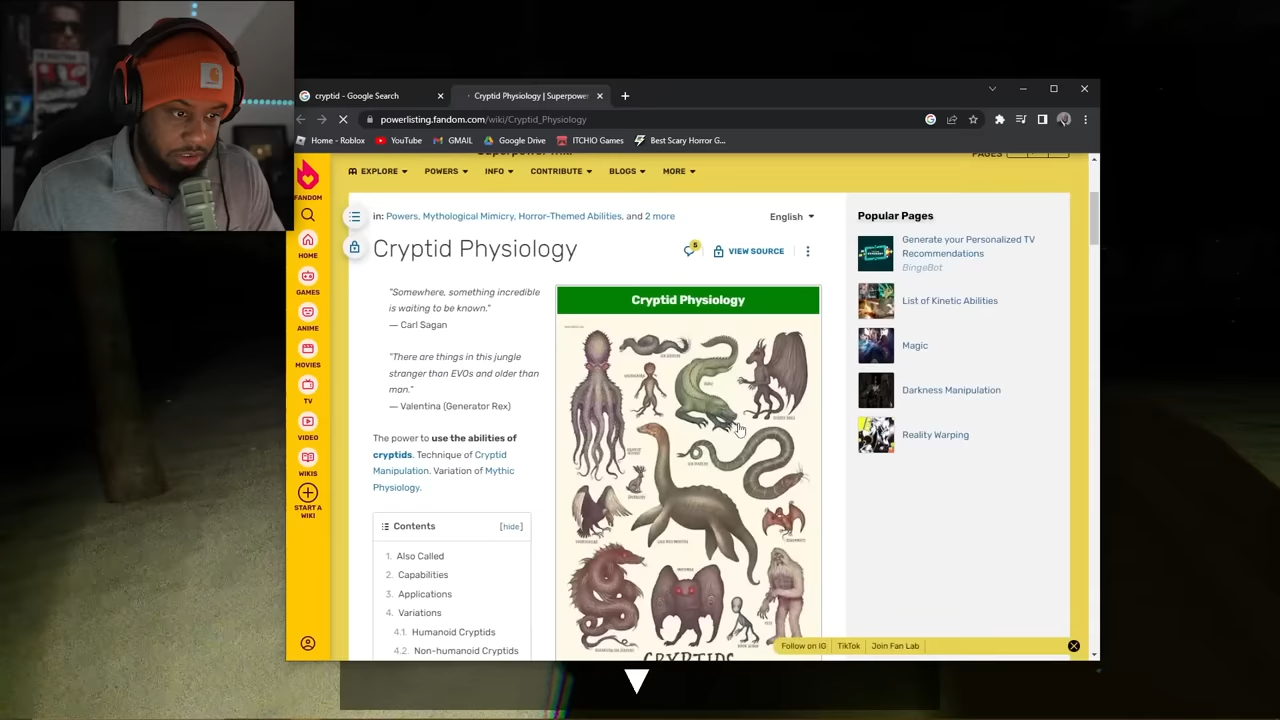 cryptid - Google Search
Cryptid Physiology | Superpower
powerlisting.fandom.com/wiki/Cryptid_Physiology
Home - Roblox
YouTube
GMAIL
Google Drive
ITCHIO Games
Best Scary Horror G...
FANDOM
HOME
GAMES
ANIME
MOVIES
TV
VIDEO
WIKIS
START A
WIKI
PAGES
EXPLORE
POWERS
INFO
CONTRIBUTE
BLOGS
MORE
in: Powers, Mythological Mimicry, Horror-Themed Abilities, and 2 more
English
Cryptid Physiology
5
VIEW SOURCE
"Somewhere, something incredible
is waiting to be known."
— Carl Sagan
"There are things in this jungle
stranger than EVOs and older than
man."
— Valentina (Generator Rex)
The power to use the abilities of
cryptids. Technique of Cryptid
Manipulation. Variation of Mythic
Physiology.
Contents [hide]
1. Also Called
2. Capabilities
3. Applications
4. Variations
4.1. Humanoid Cryptids
4.2. Non-humanoid Cryptids
Cryptid Physiology
MOTHMAN
CRYPTIDS
Popular Pages
Generate your Personalized TV
Recommendations
BingeBot
List of Kinetic Abilities
Magic
Darkness Manipulation
Reality Warping
Follow on IG
TikTok
Join Fan Lab